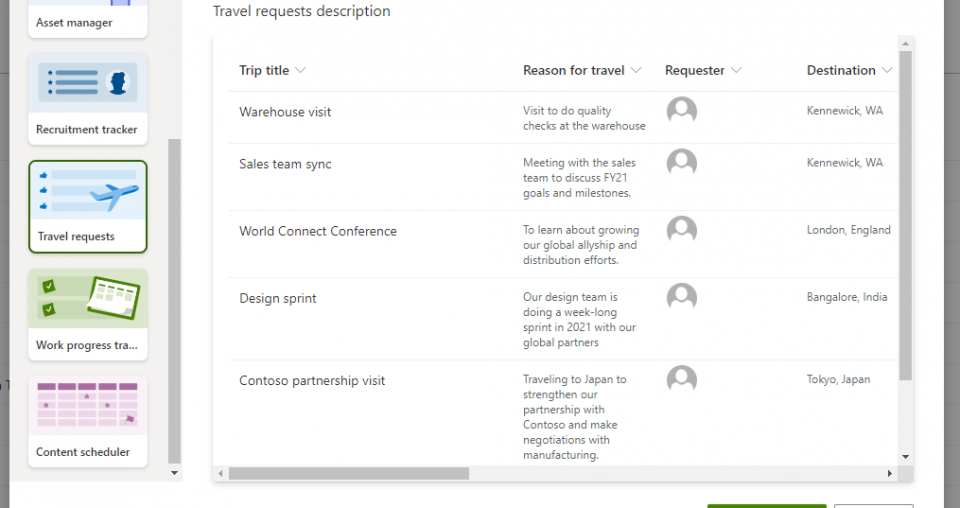 Asset manager
Recruitment tracker
Travel requests
Work progress tra...
Content scheduler
Travel requests description
Trip title Reason for travel Requester Destination
Warehouse visit
Visit to do quality
checks at the warehouse
Kennewick, WA
Sales team sync
Meeting with the sales
team to discuss FY21
goals and milestones.
Kennewick, WA
World Connect Conference
To learn about growing
our global allyship and
distribution efforts.
London, England
Design sprint
Our design team is
doing a week-long
sprint in 2021 with our
global partners
Bangalore, India
Contoso partnership visit
Traveling to Japan to
strengthen our
partnership with
Contoso and make
negotiations with
manufacturing.
Tokyo, Japan